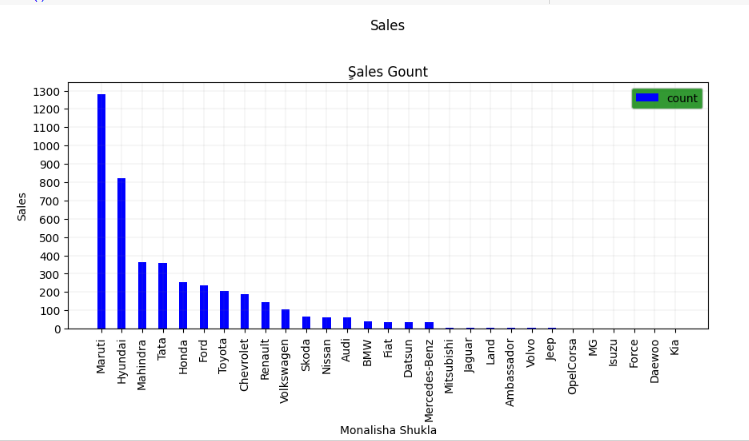 Sales
Şales Gount
count
Sales
1300
1200
1100
1000
900
800
700
600
500
400
300
200
100
0
Maruti
Hyundai
Mahindra
Tata
Honda
Ford
Toyota
Chevrolet
Renault
Volkswagen
Skoda
Nissan
Audi
BMW
Fiat
Datsun
Mercedes-Benz
Mitsubishi
Jaguar
Land
Ambassador
Volvo
Jeep
OpelCorsa
MG
Isuzu
Force
Daewoo
Kia
Monalisha Shukla